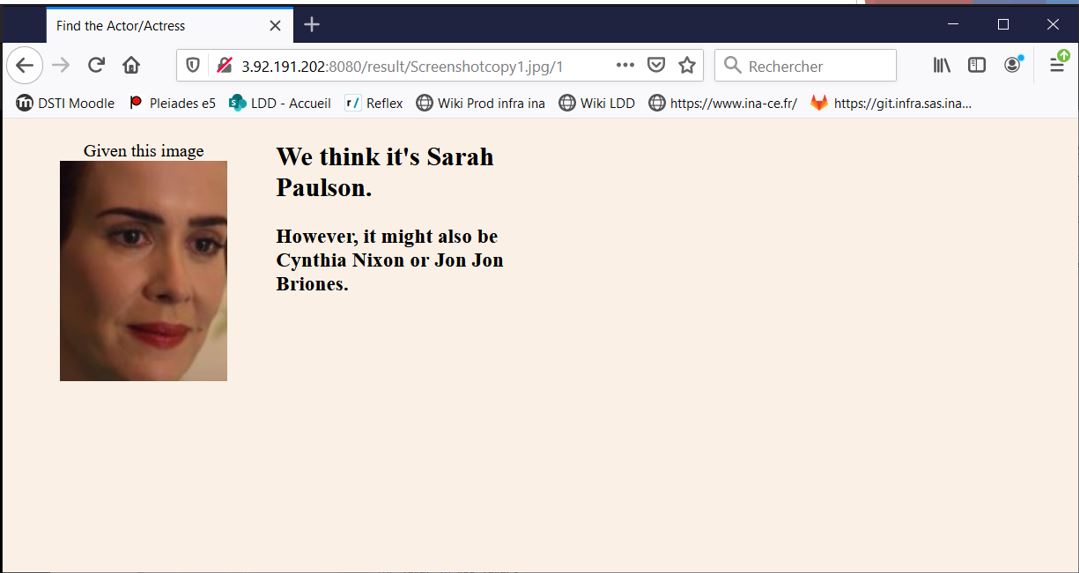 Find the Actor/Actress
3.92.191.202:8080/result/Screenshotcopy1.jpg/1
Rechercher
DSTI Moodle
Pleiades e5
LDD - Accueil
r/ Reflex
Wiki Prod infra ina
Wiki LDD
https://www.ina-ce.fr/
https://git.infra.sas.ina...
Given this image
We think it's Sarah
Paulson.
However, it might also be
Cynthia Nixon or Jon Jon
Briones.